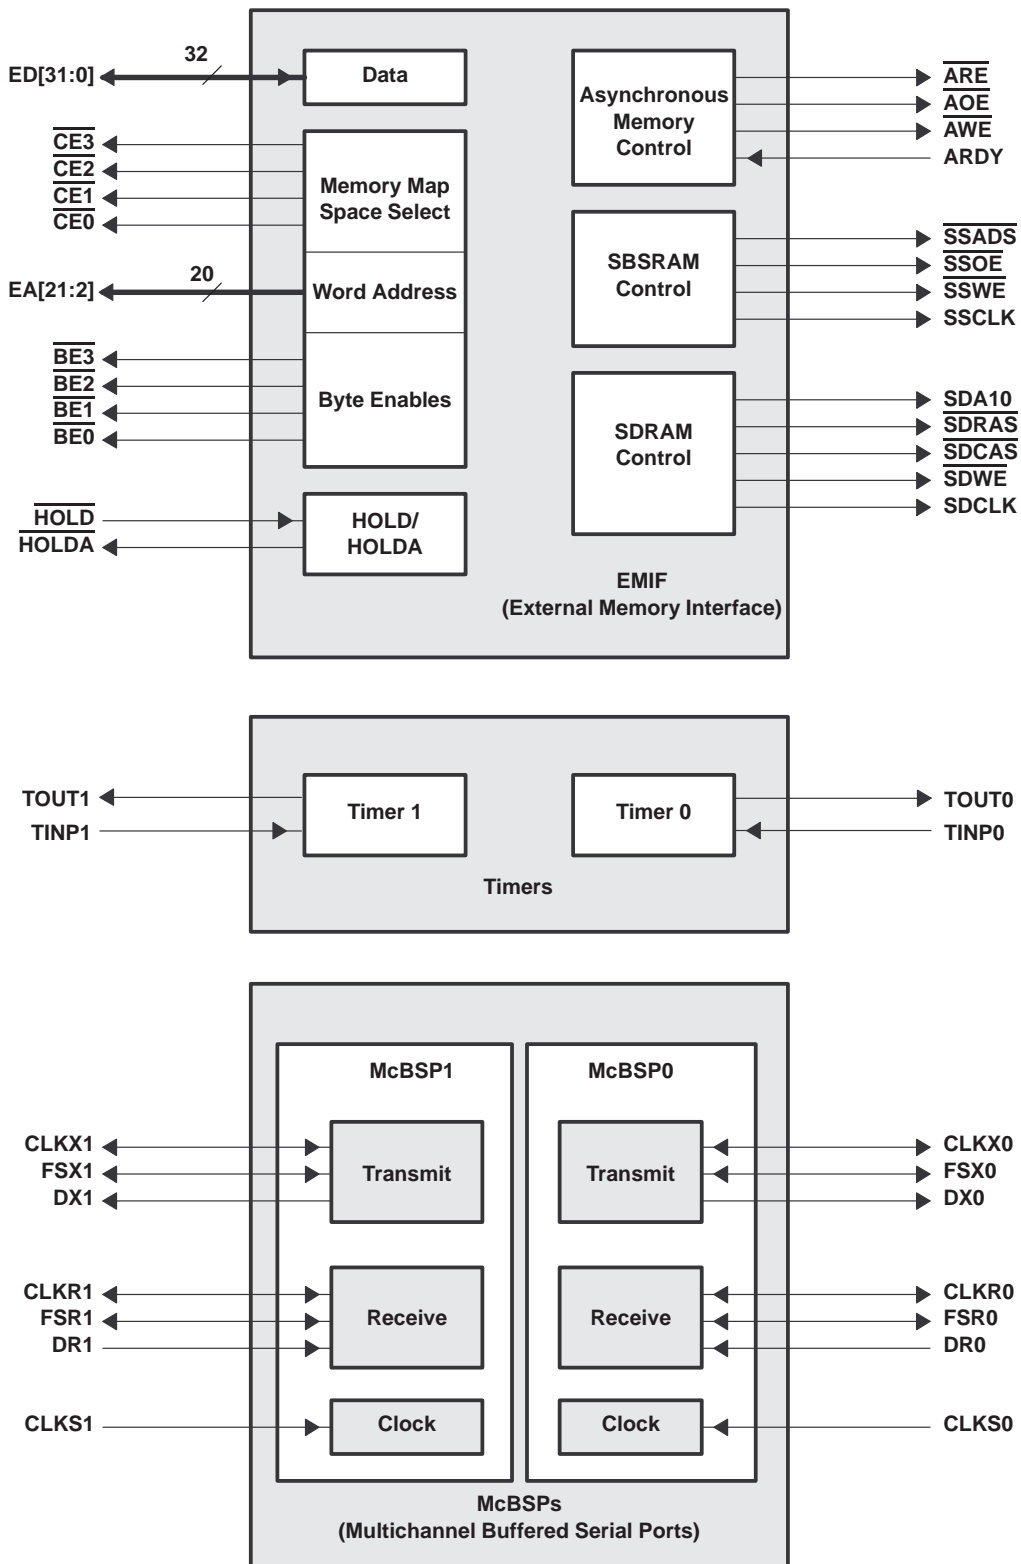 ED[31:0]
32
Data
CE3
CE2
CE1
CE0
Memory Map
Space Select
EA[21:2]
20
Word Address
BE3
BE2
BE1
BE0
Byte Enables
HOLD
HOLDA
HOLD/
HOLDA
Asynchronous
Memory
Control
ARE
AOE
AWE
ARDY
SBSRAM
Control
SSADS
SSOE
SSWE
SSCLK
SDRAM
Control
SDA10
SDRAS
SDCAS
SDWE
SDCLK
EMIF
(External Memory Interface)
TOUT1
TINP1
Timer 1
Timer 0
TOUT0
TINP0
Timers
McBSP1
McBSP0
CLKX1
FSX1
DX1
Transmit
Transmit
CLKX0
FSX0
DX0
CLKR1
FSR1
DR1
Receive
Receive
CLKR0
FSR0
DR0
CLKS1
Clock
Clock
CLKS0
McBSPs
(Multichannel Buffered Serial Ports)